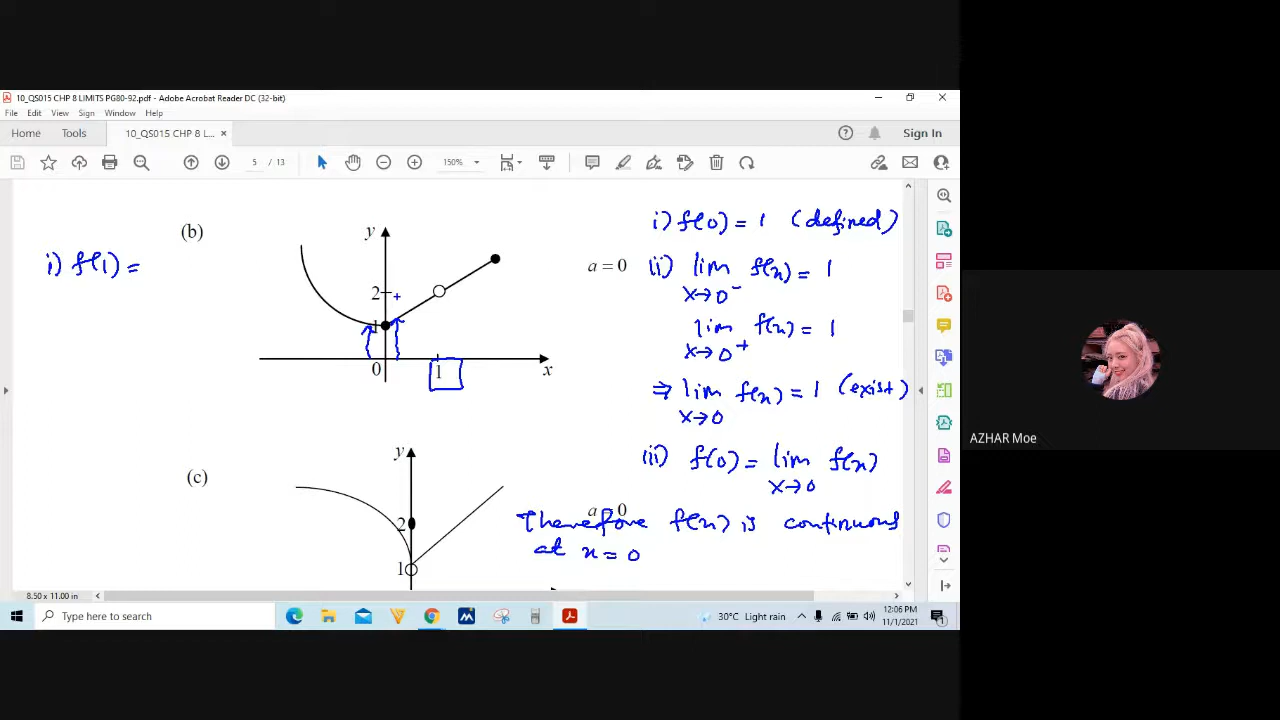 10_QS015 CHP 8 LIMITS PG80-92.pdf - Adobe Acrobat Reader DC (32-bit)
File Edit View Sign Window Help
Home Tools 10_QS015 CHP 8 L... × Sign In
5 / 13 150%
(b)
y
2
1
0
1
x
a = 0
i) f(1) =
i) f(0) = 1 (defined)
ii) lim f(x) = 1
x→0⁻
lim f(x) = 1
x→0⁺
⇒ lim f(x) = 1 (exist)
x→0
iii) f(0) = lim f(x)
x→0
Therefore f(x) is continuous
at x = 0
(c)
y
2
1
a = 0
8.50 x 11.00 in
Type here to search
30°C Light rain
12:06 PM
11/1/2021
1
AZHAR Moe